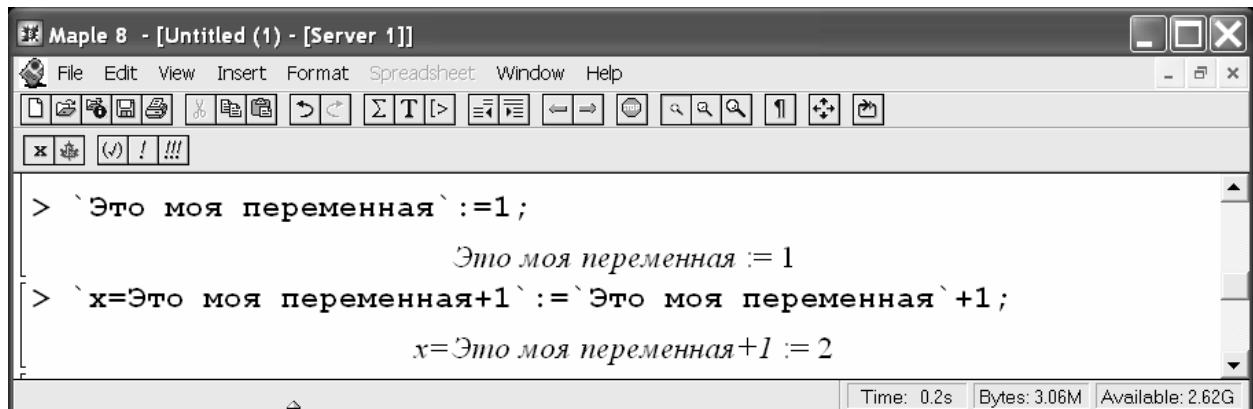 Maple 8 - [Untitled (1) - [Server 1]]
File Edit View Insert Format Spreadsheet Window Help
Σ T [>
x (√) ! !!!
> `Это моя переменная`:=1;
Это моя переменная := 1
> `x=Это моя переменная+1`:=`Это моя переменная`+1;
x=Это моя переменная+1 := 2
Time: 0.2s Bytes: 3.06M Available: 2.62G